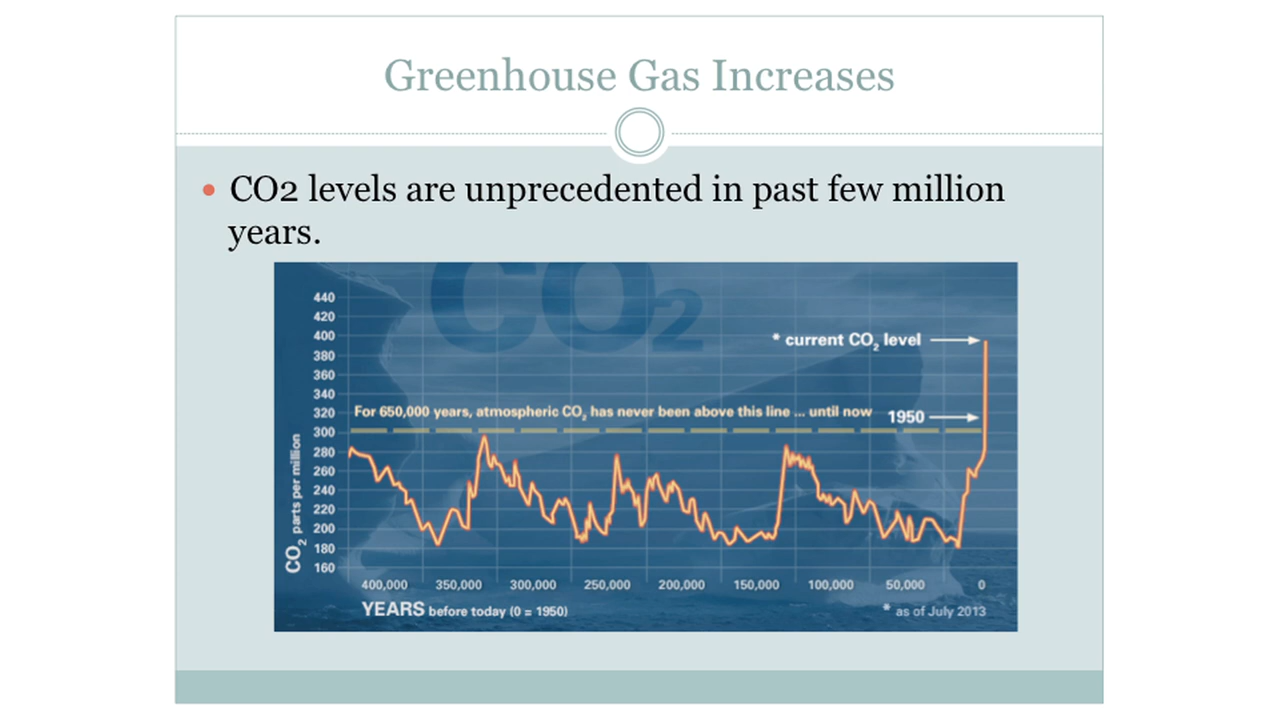 Greenhouse Gas Increases
• CO2 levels are unprecedented in past few million
years.
CO2
440
420
400
380
360
340
320
300
280
260
240
220
200
180
160
CO₂ parts per million
* current CO₂ level
For 650,000 years, atmospheric CO₂ has never been above this line ... until now
1950
400,000 350,000 300,000 250,000 200,000 150,000 100,000 50,000 0
YEARS before today (0 = 1950)
* as of July 2013